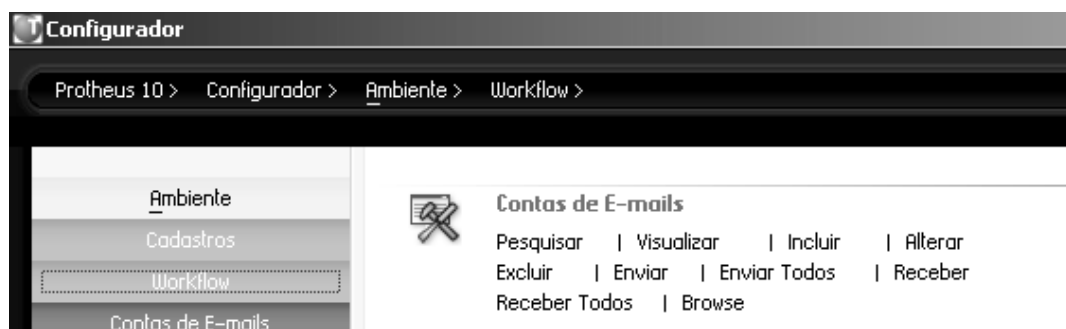 Configurador
Protheus 10 > Configurador > Ambiente > Workflow >
Ambiente
Cadastros
Workflow
Contas de E-mails
Contas de E-mails
Pesquisar | Visualizar | Incluir | Alterar
Excluir | Enviar | Enviar Todos | Receber
Receber Todos | Browse